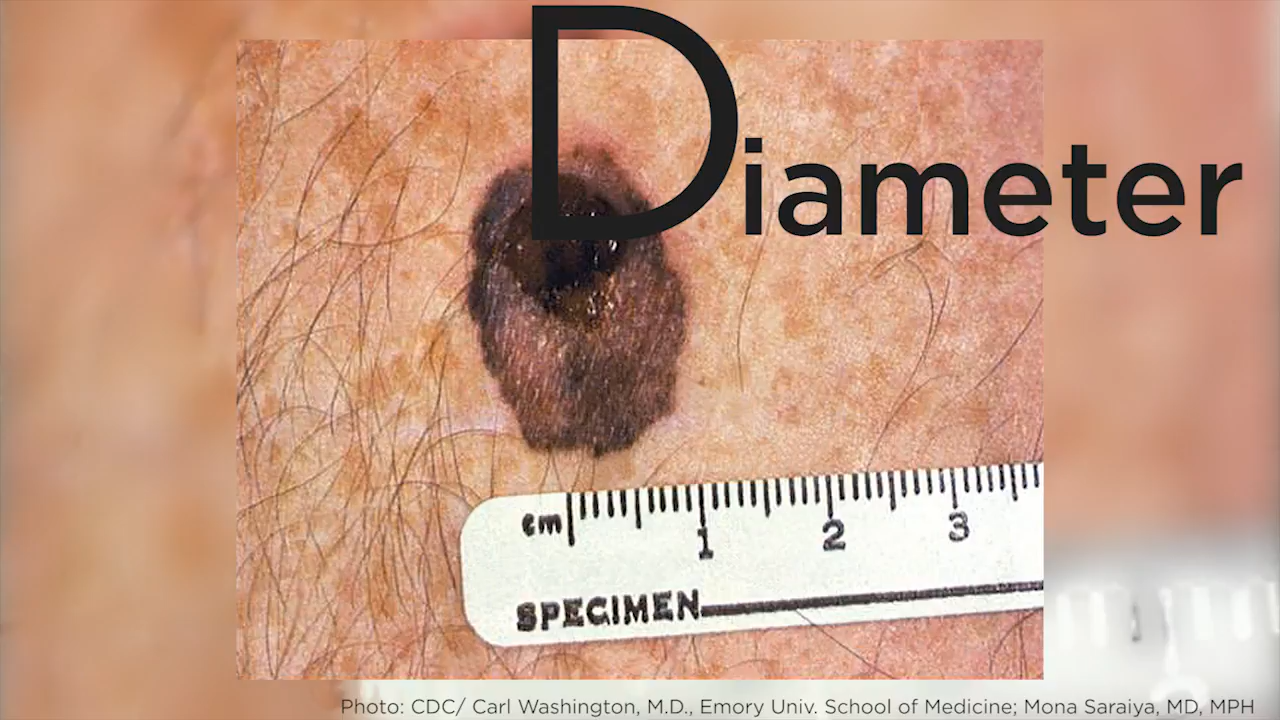 Diameter
cm 1 2 3
SPECIMEN
Photo: CDC/ Carl Washington, M.D., Emory Univ. School of Medicine; Mona Saraiya, MD, MPH